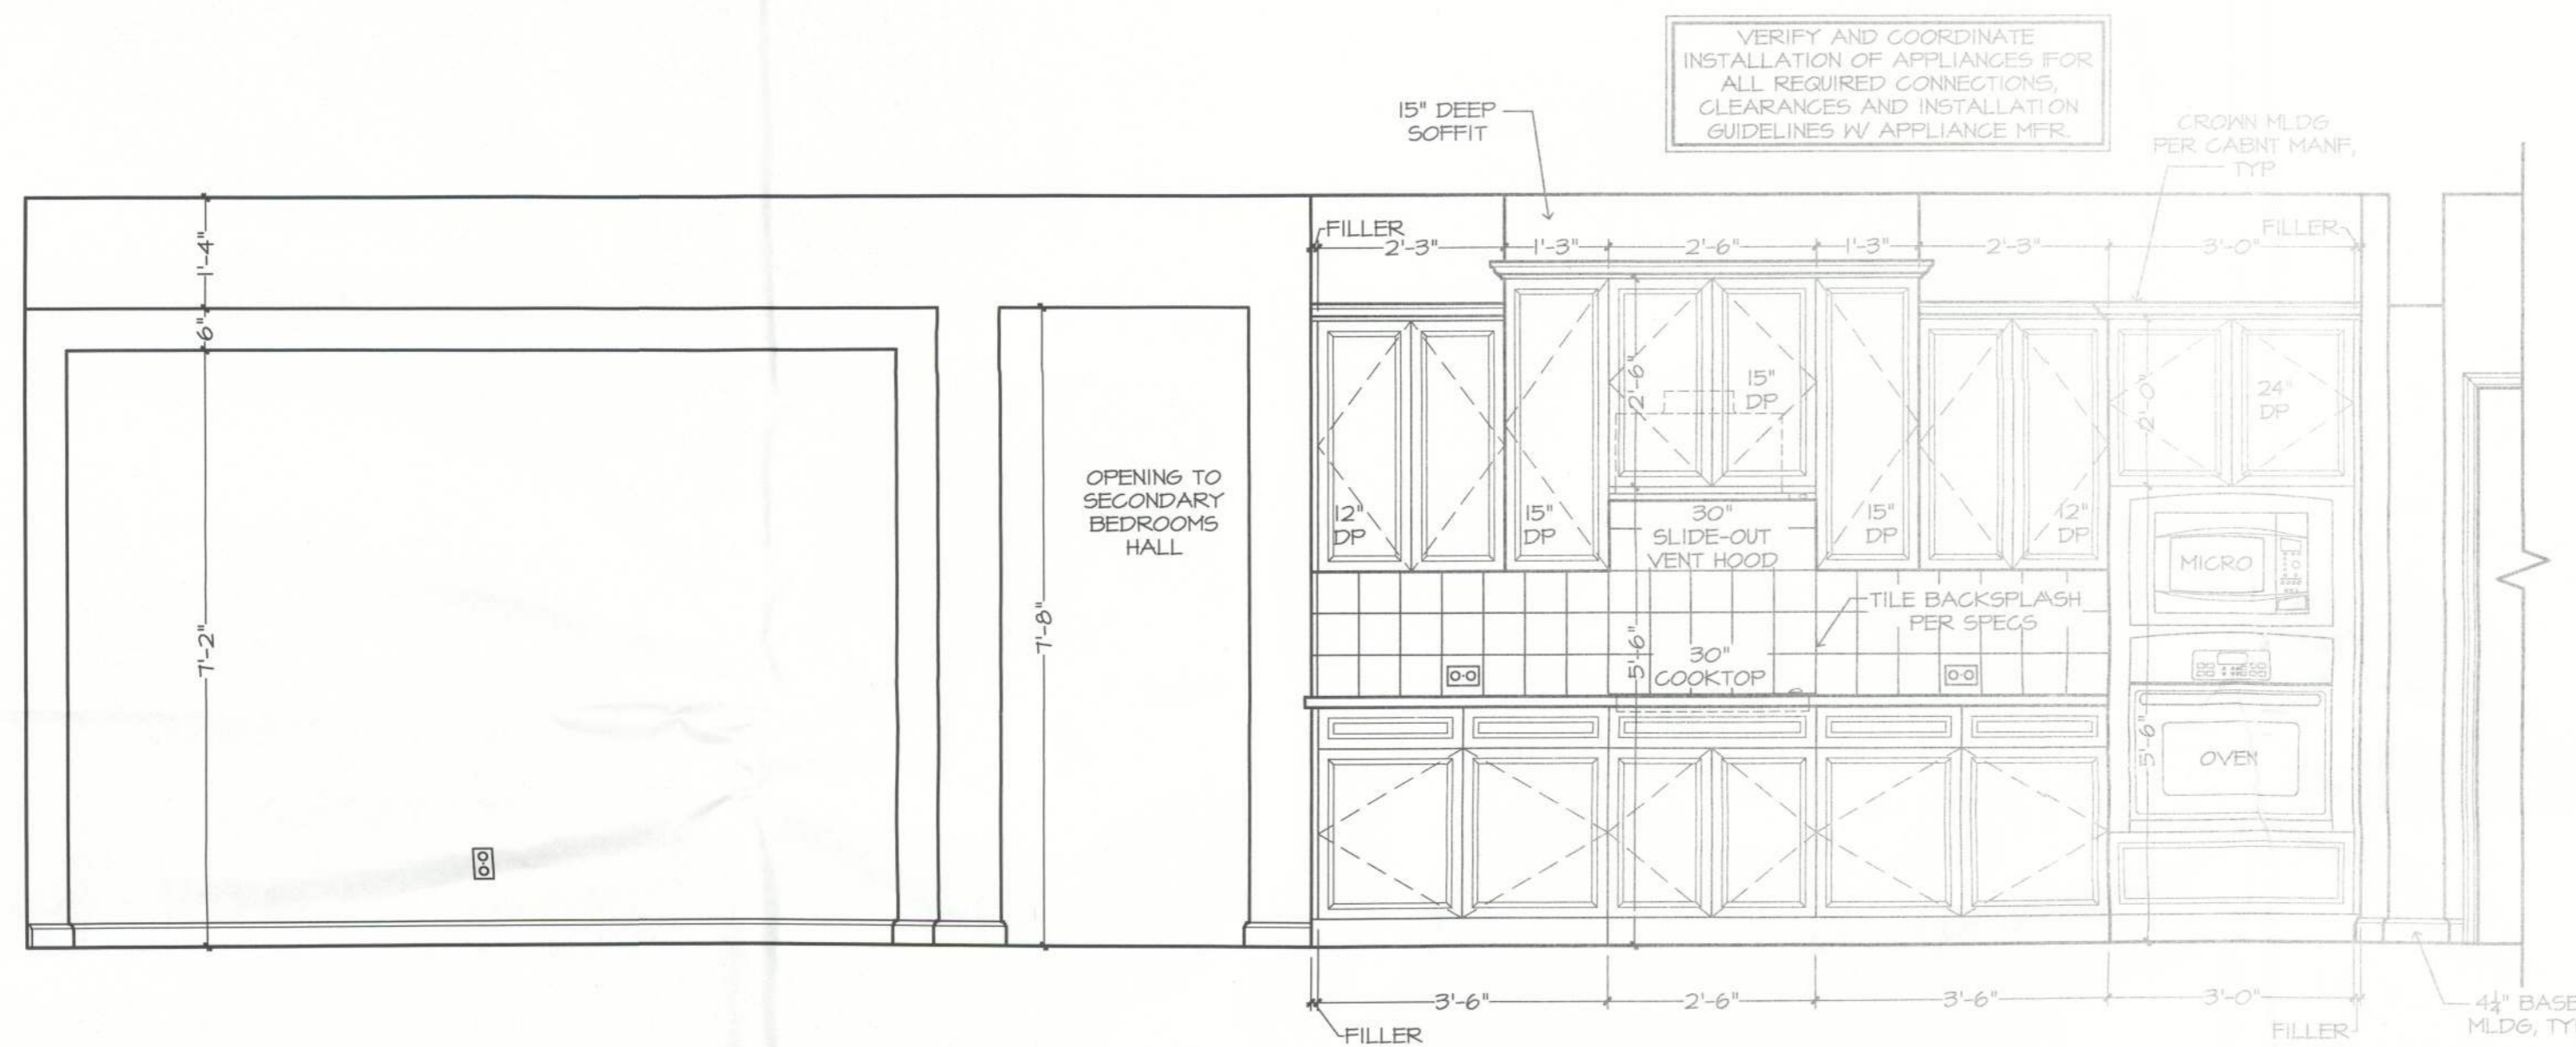 VERIFY AND COORDINATE
INSTALLATION OF APPLIANCES FOR
ALL REQUIRED CONNECTIONS,
CLEARANCES AND INSTALLATION
GUIDELINES W/ APPLIANCE MFR.
15" DEEP
SOFFIT
CROWN MLDG
PER CABNT MANF,
TYP
FILLER
FILLER
2'-3"
1'-3"
2'-6"
1'-3"
2'-3"
3'-0"
1'-4"
6"
7'-2"
7'-8"
OPENING TO
SECONDARY
BEDROOMS
HALL
2'-6"
15"
DP
2'-0"
24"
DP
12"
DP
15"
DP
30"
SLIDE-OUT
VENT HOOD
15"
DP
12"
DP
MICRO
TILE BACKSPLASH
PER SPECS
5'-6"
30"
COOKTOP
5'-6"
OVEN
3'-6"
2'-6"
3'-6"
3'-0"
FILLER
FILLER
4¼" BASE
MLDG, TY